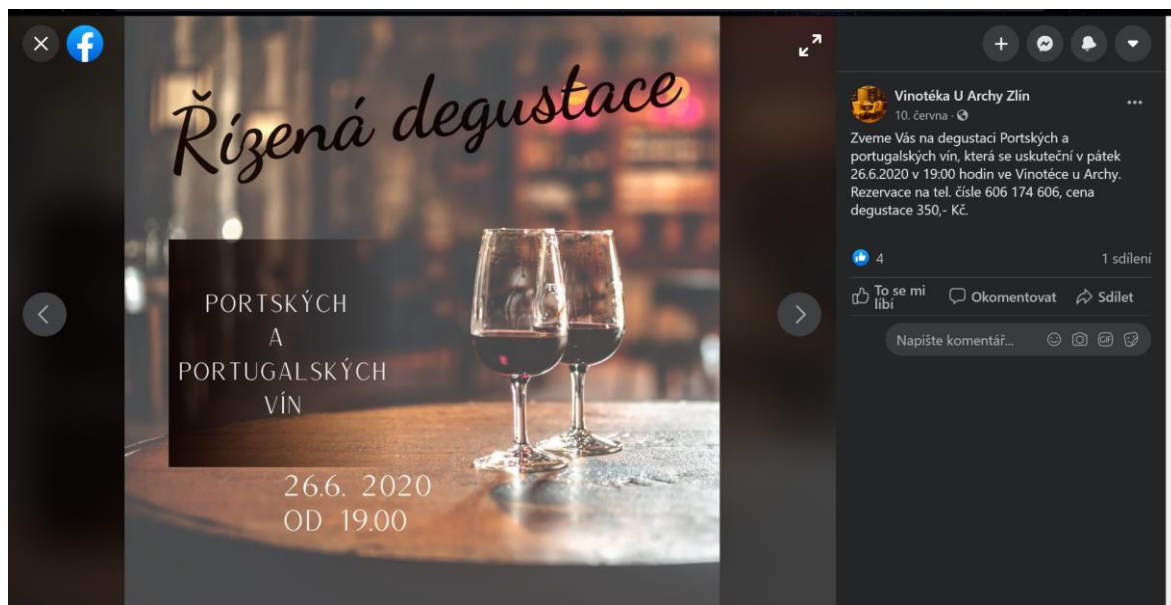 Řízená degustace
PORTSKÝCH
A
PORTUGALSKÝCH
VÍN
26.6. 2020
OD 19.00
Vinotéka U Archy Zlín
10. června ·
Zveme Vás na degustaci Portských a
portugalských vín, která se uskuteční v pátek
26.6.2020 v 19:00 hodin ve Vinotéce u Archy.
Rezervace na tel. čísle 606 174 606, cena
degustace 350,- Kč.
4 1 sdílení
To se mi
líbí
Okomentovat
Sdílet
Napište komentář...
GIF